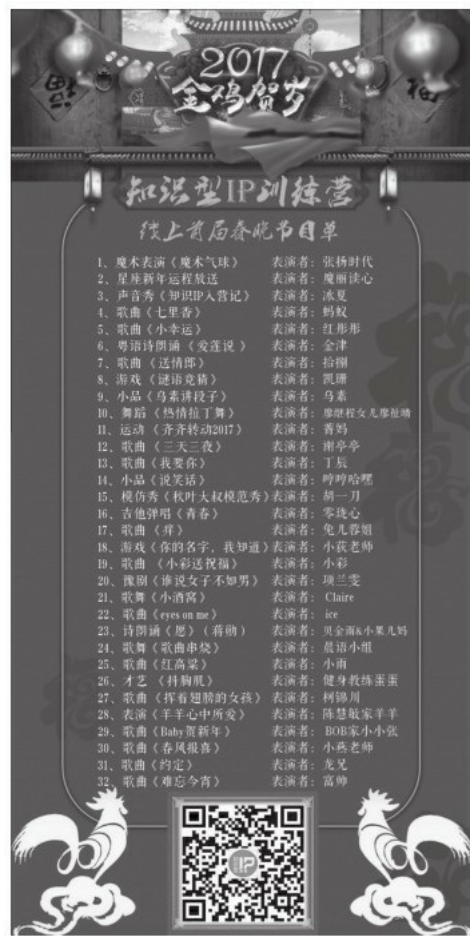 福
福
2017
金鸡贺岁
知识型IP训练营
线上首届春晚节目单
1、魔术表演《魔术气球》 表演者：张扬时代
2、星座新年运程放送 表演者：魔丽读心
3、声音秀《知识IP入营记》 表演者：冰夏
4、歌曲《七里香》 表演者：蚂蚁
5、歌曲《小幸运》 表演者：红彤彤
6、粤语诗朗诵 《爱莲说 》 表演者：金津
7、歌曲 《送情郎》 表演者：拾捌
8、游戏《谜语竞猜》 表演者：凯珊
9、小品《乌素讲段子》 表演者：乌素
10、舞蹈《热情拉丁舞》 表演者：廖继程女儿廖祉晴
11、运动《齐齐转动2017》 表演者：菁妈
12、歌曲《三天三夜》 表演者：谢亭亭
13、歌曲《我要你》 表演者：丁辰
14、小品《说笑话》 表演者：哼哼哈嘿
15、模仿秀《秋叶大叔模范秀》表演者：胡一月
16、吉他弹唱《青春》 表演者：零珑心
17、歌曲《痒》 表演者：兔儿蓉姐
18、游戏《你的名字，我知道》表演者：小荻老师
19、歌曲 《小彩送祝福》 表演者：小彩
20、豫剧《谁说女子不如男》 表演者：项兰雯
21、歌舞《小酒窝》 表演者： Claire
22、歌曲《eyes on me》 表演者： ice
23、诗朗诵《愿》（蒋勋） 表演者：贝金雨&小果儿妈
24、歌舞《歌曲串烧》 表演者：晨语小组
25、歌曲《红高粱》 表演者：小雨
26、才艺 《抖胸肌》 表演者：健身教练蛋蛋
27、歌曲《挥着翅膀的女孩》 表演者：柯锦川
28、表演《羊羊心中所爱》 表演者：陈慧敏家羊羊
29、歌曲《Baby贺新年》 表演者： BOB家小小张
30、歌曲《春风报喜》 表演者：小燕老师
31、歌曲《约定》 表演者：龙兄
32、歌曲《难忘今宵》 表演者：富帅
IP